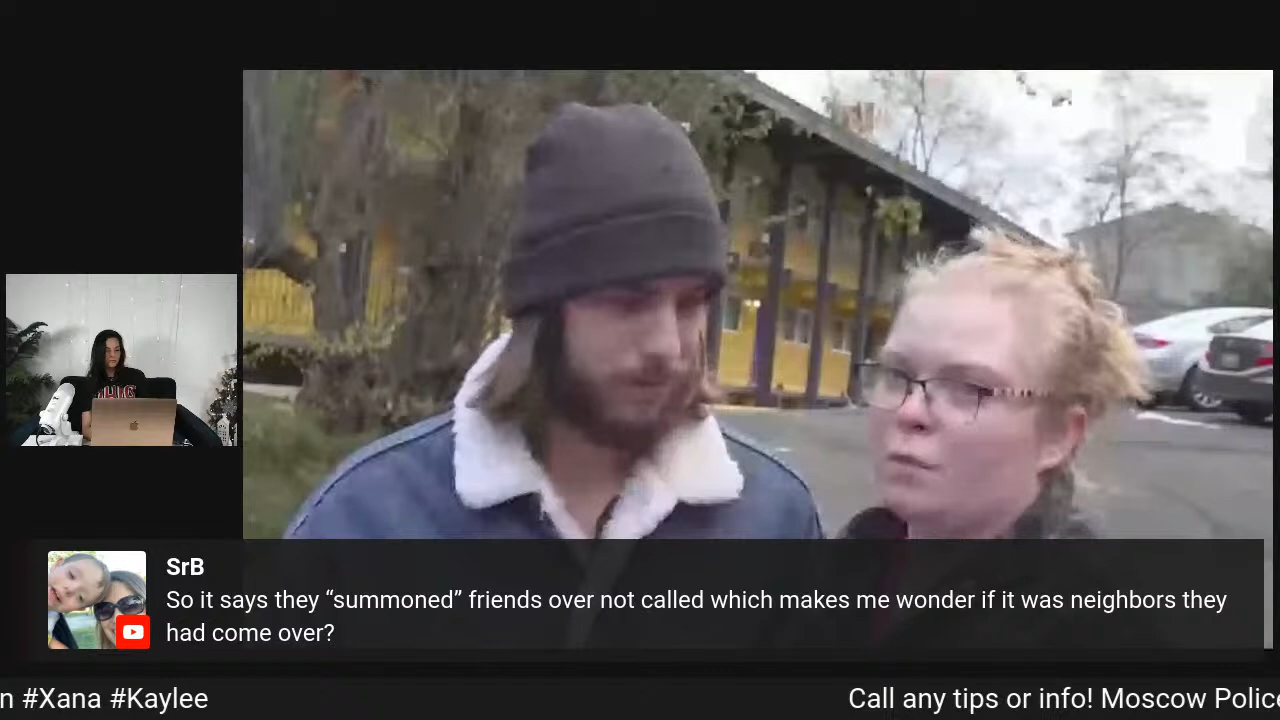 SrB
So it says they “summoned” friends over not called which makes me wonder if it was neighbors they
had come over?
n #Xana #Kaylee
Call any tips or info! Moscow Police